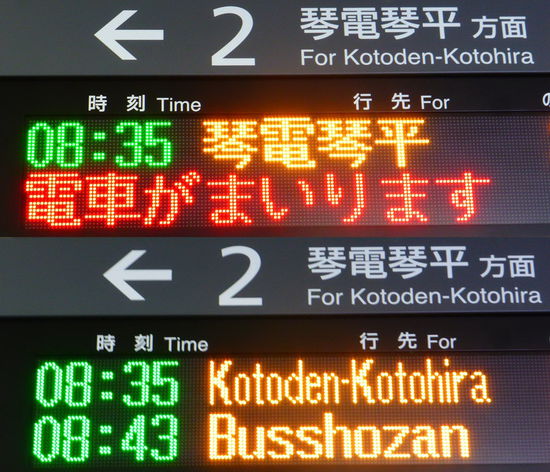 ← 2 琴電琴平 方面
For Kotoden-Kotohira
時刻 Time 行先 For の
08:35 琴電琴平
電車がまいります
← 2 琴電琴平 方面
For Kotoden-Kotohira
時刻 Time 行先 For
08:35 Kotoden-Kotohira
08:43 Busshozan